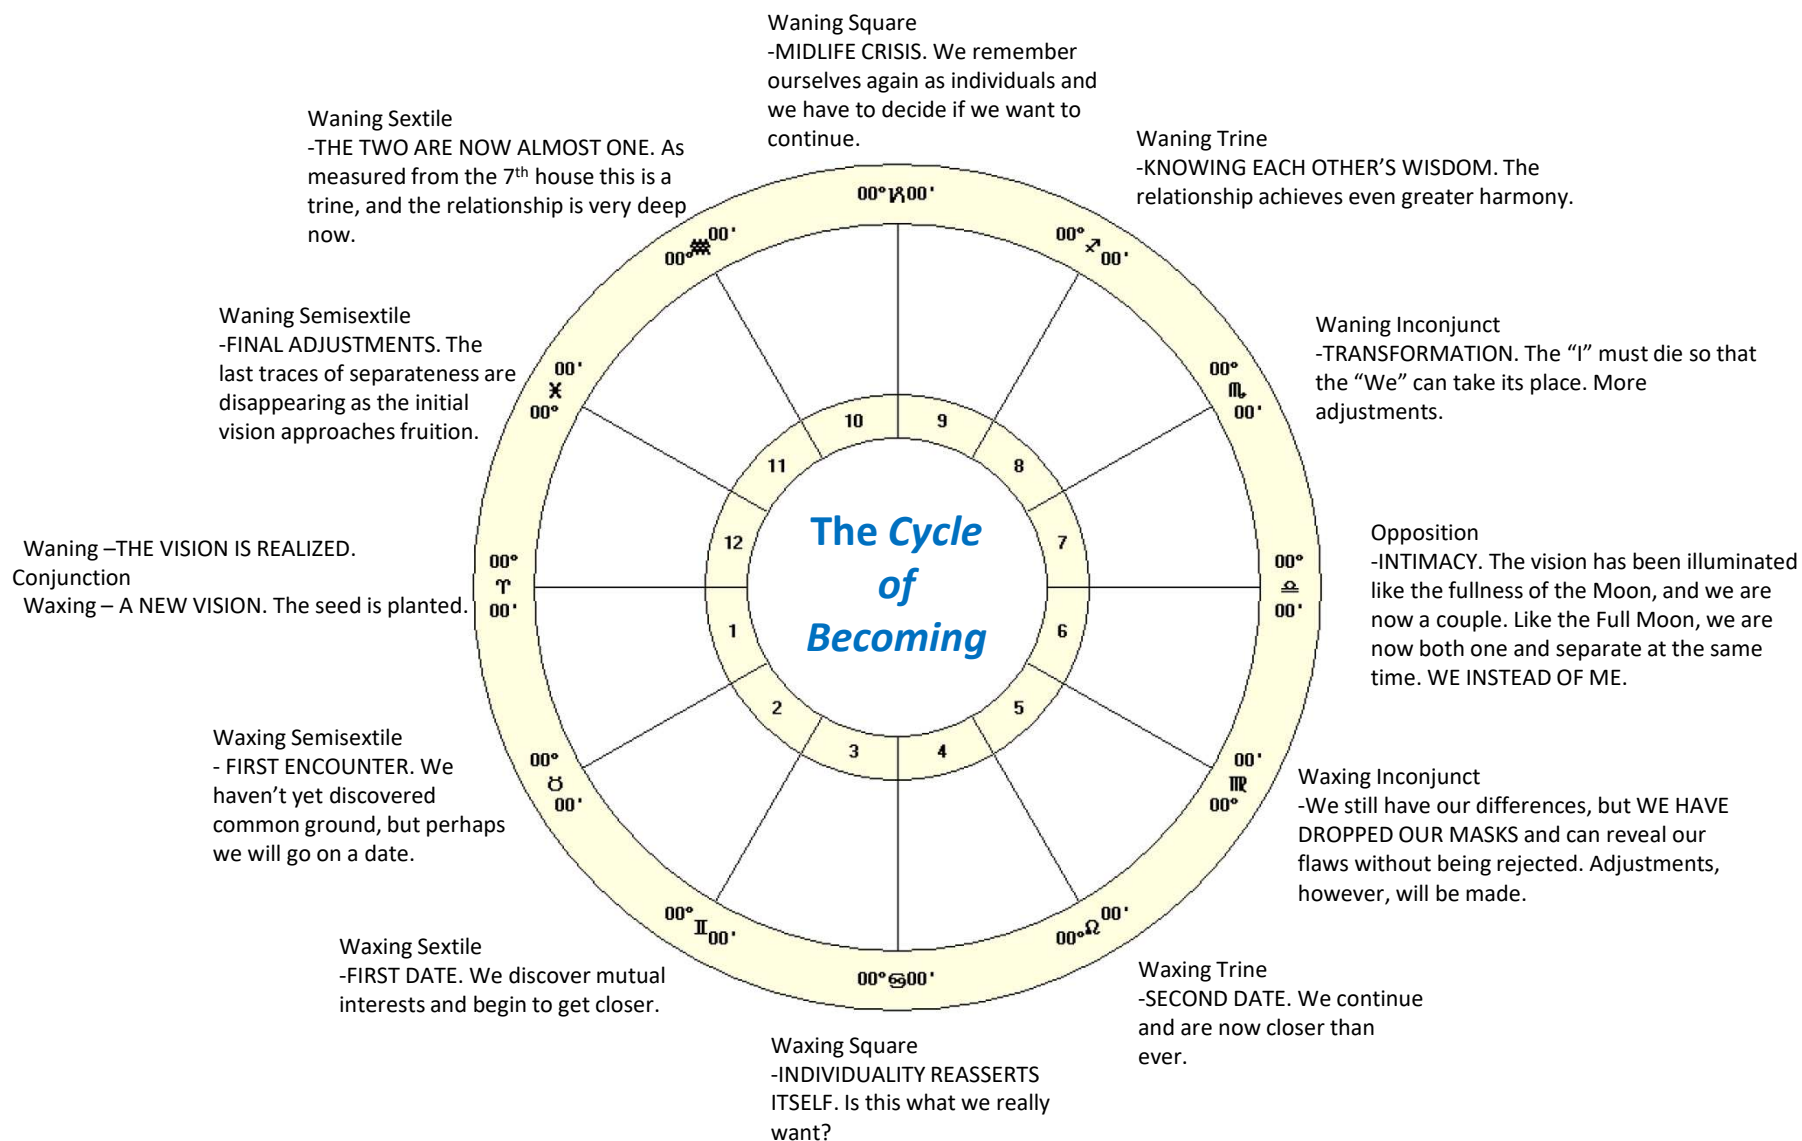 Waning Square
-MIDLIFE CRISIS. We remember
ourselves again as individuals and
we have to decide if we want to
continue.
Waning Sextile
-THE TWO ARE NOW ALMOST ONE. As
measured from the 7th house this is a
trine, and the relationship is very deep
now.
Waning Trine
-KNOWING EACH OTHER’S WISDOM. The
relationship achieves even greater harmony.
Waning Semisextile
-FINAL ADJUSTMENTS. The
last traces of separateness are
disappearing as the initial
vision approaches fruition.
Waning Inconjunct
-TRANSFORMATION. The “I” must die so that
the “We” can take its place. More
adjustments.
Waning –THE VISION IS REALIZED.
Conjunction
Waxing – A NEW VISION. The seed is planted.
Opposition
-INTIMACY. The vision has been illuminated
like the fullness of the Moon, and we are
now a couple. Like the Full Moon, we are
now both one and separate at the same
time. WE INSTEAD OF ME.
Waxing Semisextile
- FIRST ENCOUNTER. We
haven’t yet discovered
common ground, but perhaps
we will go on a date.
Waxing Inconjunct
-We still have our differences, but WE HAVE
DROPPED OUR MASKS and can reveal our
flaws without being rejected. Adjustments,
however, will be made.
Waxing Sextile
-FIRST DATE. We discover mutual
interests and begin to get closer.
Waxing Trine
-SECOND DATE. We continue
and are now closer than
ever.
Waxing Square
-INDIVIDUALITY REASSERTS
ITSELF. Is this what we really
want?
The Cycle
of
Becoming
00° ♑ 00'
00° ♐ 00'
00° ♏ 00'
00° ♎ 00'
00° ♍ 00'
00° ♌ 00'
00° ♋ 00'
00° ♊ 00'
00° ♉ 00'
00° ♈ 00'
00° ♓ 00'
00° ♒ 00'
1
2
3
4
5
6
7
8
9
10
11
12